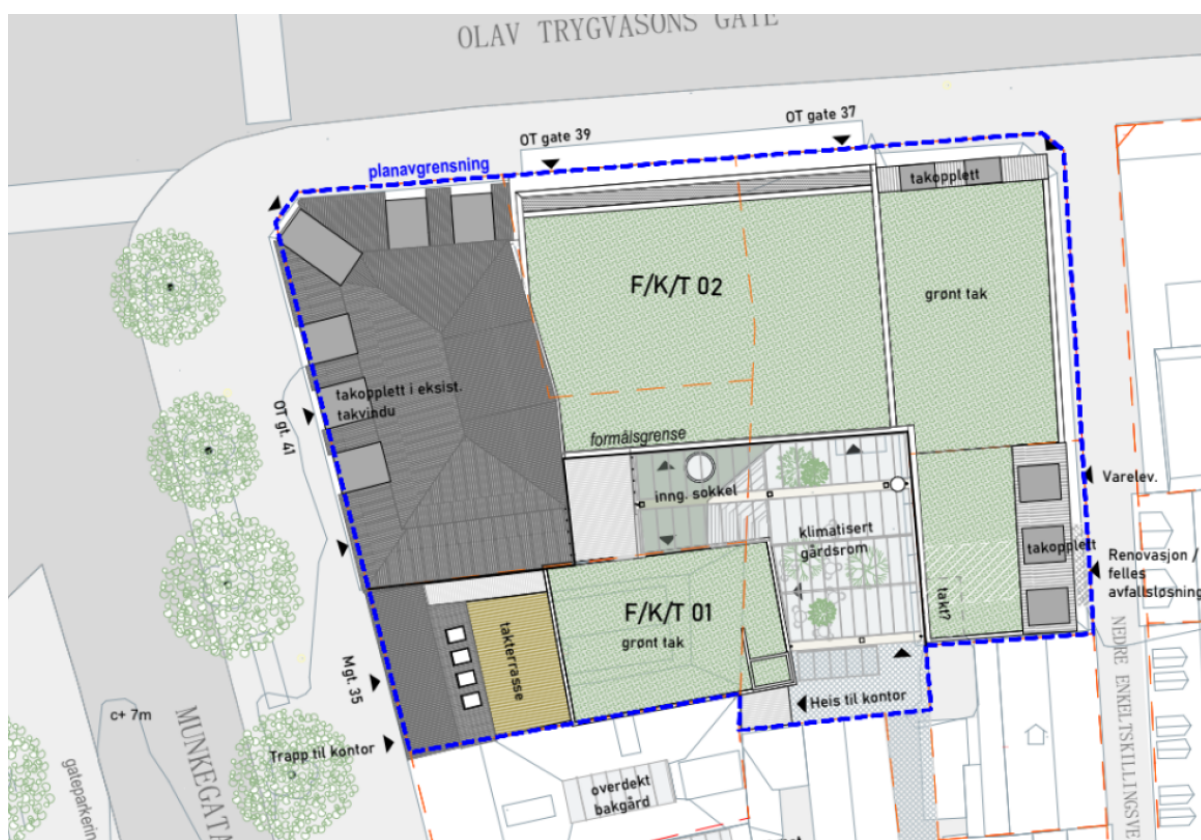 OLAV TRYGVASONS GATE
OT gate 39
OT gate 37
planavgrensning
takopplett
F/K/T 02
grønt tak
takopplett i eksist.
takvindu
OT gt. 41
formålsgrense
inng. sokkel
klimatisert
gårdsrom
Varelev.
takopplett
Renovasjon /
felles
avfallsløsning
takt?
F/K/T 01
grønt tak
takterrasse
Mgt. 35
Heis til kontor
Trapp til kontor
c+ 7m
MUNKEGATA
gateparkerin
overdekt
bakgård
NEDRE ENKELTSKILLINGSVE